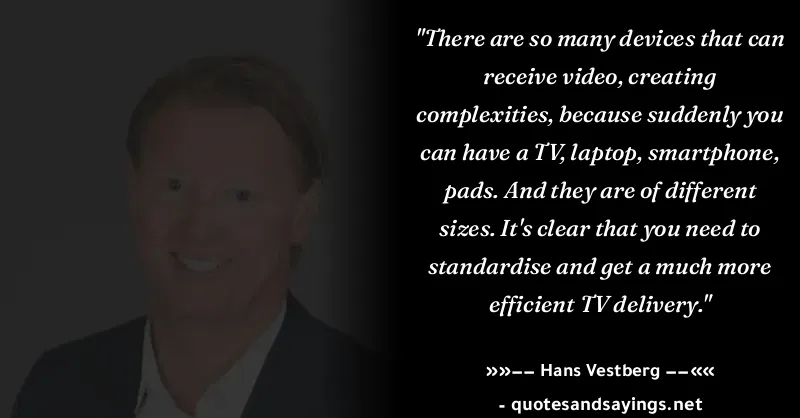 "There are so many devices that can
receive video, creating
complexities, because suddenly you
can have a TV, laptop, smartphone,
pads. And they are of different
sizes. It's clear that you need to
standardise and get a much more
efficient TV delivery."
»»-- Hans Vestberg --««
- quotesandsayings.net